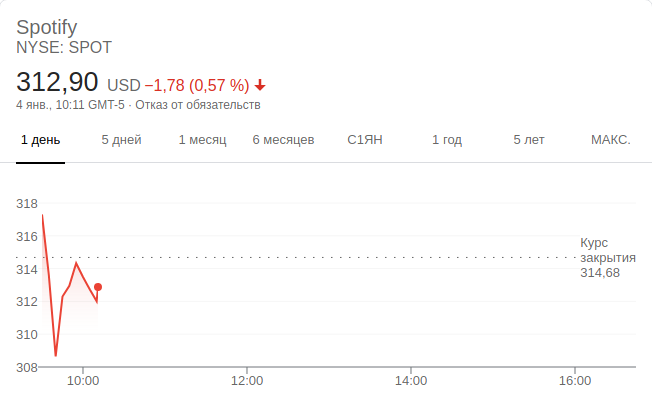 Spotify
NYSE: SPOT
312,90 USD −1,78 (0,57 %)
4 янв., 10:11 GMT-5 · Отказ от обязательств
1 день 5 дней 1 месяц 6 месяцев С1ЯН 1 год 5 лет МАКС.
318
316
314
312
310
308
Курс
закрытия
314,68
10:00 12:00 14:00 16:00